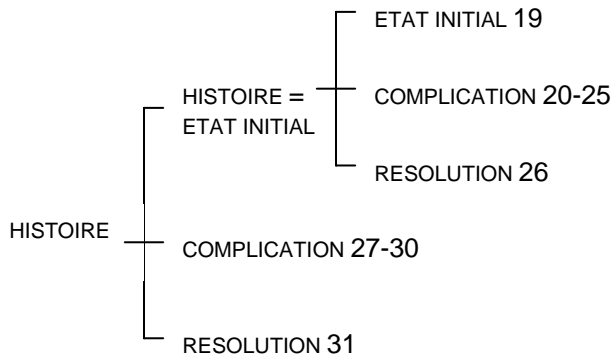 ETAT INITIAL 19
HISTOIRE =
ETAT INITIAL
COMPLICATION 20-25
RESOLUTION 26
HISTOIRE
COMPLICATION 27-30
RESOLUTION 31